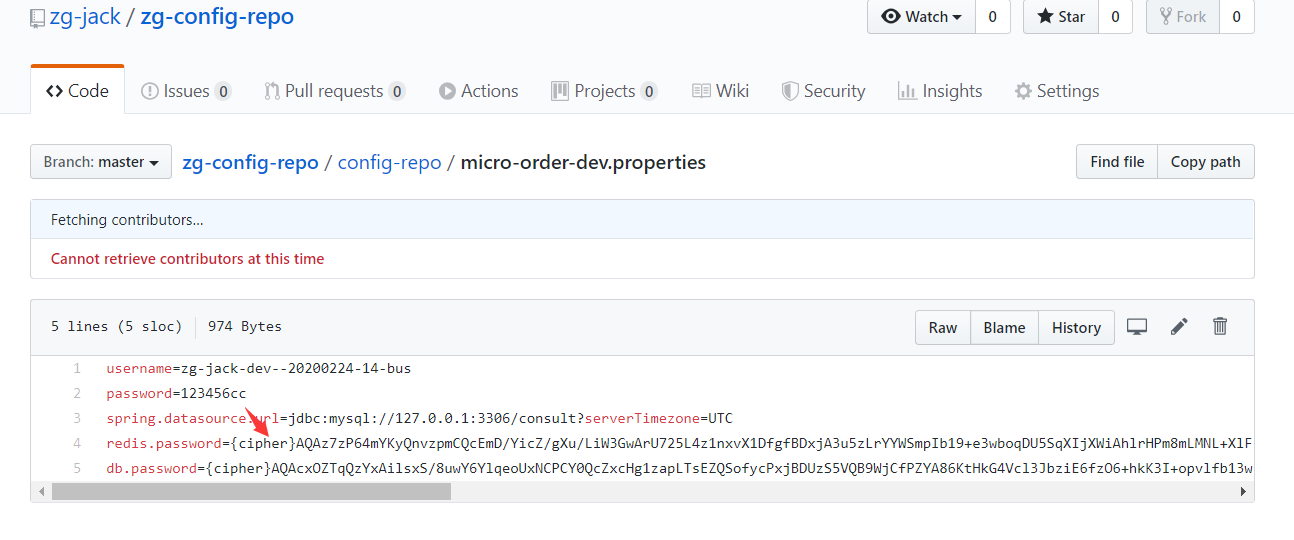 zg-jack / zg-config-repo
Watch 0 Star 0 Fork 0
Code Issues 0 Pull requests 0 Actions Projects 0 Wiki Security Insights Settings
Branch: master zg-config-repo / config-repo / micro-order-dev.properties Find file Copy path
Fetching contributors…
Cannot retrieve contributors at this time
5 lines (5 sloc) 974 Bytes Raw Blame History
1 username=zg-jack-dev--20200224-14-bus
2 password=123456cc
3 spring.datasource.url=jdbc:mysql://127.0.0.1:3306/consult?serverTimezone=UTC
4 redis.password={cipher}AQAz7zP64mYKyQnvzpmCQcEmD/YicZ/gXu/LiW3GwArU725L4z1nxvX1DfgfBDxjA3u5zLrYYWSmpIb19+e3wboqDU5SqXIjXWiAhlrHPm8mLMNL+XlF
5 db.password={cipher}AQAcxOZTqQzYxAilsxS/8uwY6YlqeoUxNCPCY0QcZxcHg1zapLTsEZQSofycPxjBDUzS5VQB9WjCfPZYA86KtHkG4Vcl3JbziE6fzO6+hkK3I+opvlfb13w